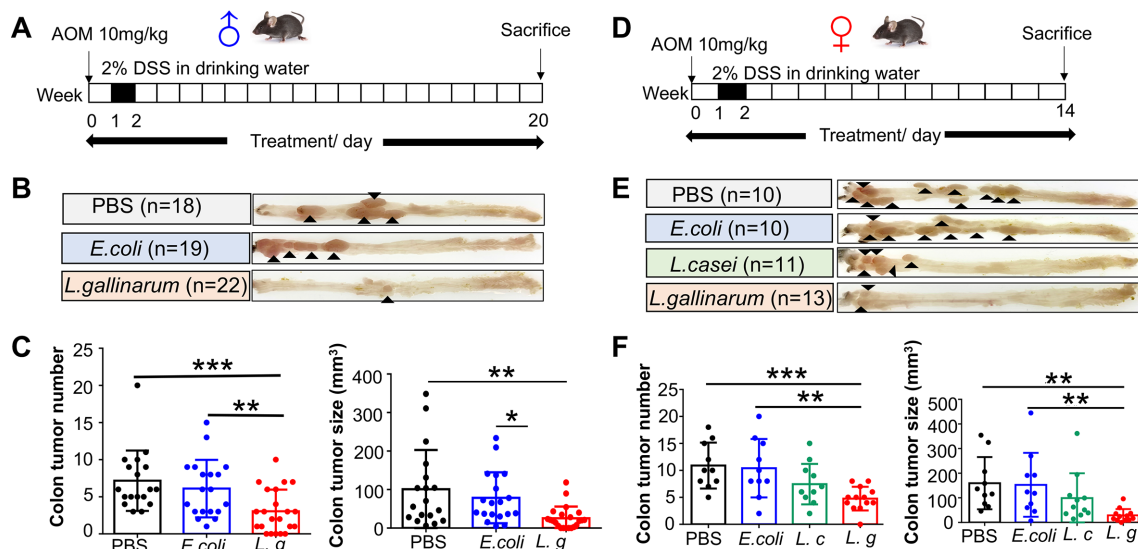 A
AOM 10mg/kg
♂
Sacrifice
2% DSS in drinking water
Week
0 1 2 20
Treatment/ day
B
PBS (n=18)
E.coli (n=19)
L.gallinarum (n=22)
C
Colon tumor number
25
20
15
10
5
0
***
**
PBS E.coli L. g
Colon tumor size (mm³)
400
300
200
100
0
**
*
PBS E.coli L. g
D
AOM 10mg/kg
♀
Sacrifice
2% DSS in drinking water
Week
0 1 2 14
Treatment/ day
E
PBS (n=10)
E.coli (n=10)
L.casei (n=11)
L.gallinarum (n=13)
F
Colon tumor number
25
20
15
10
5
0
***
**
PBS E.coli L. c L. g
Colon tumor size (mm³)
500
400
300
200
100
0
**
**
PBS E.coli L. c L. g